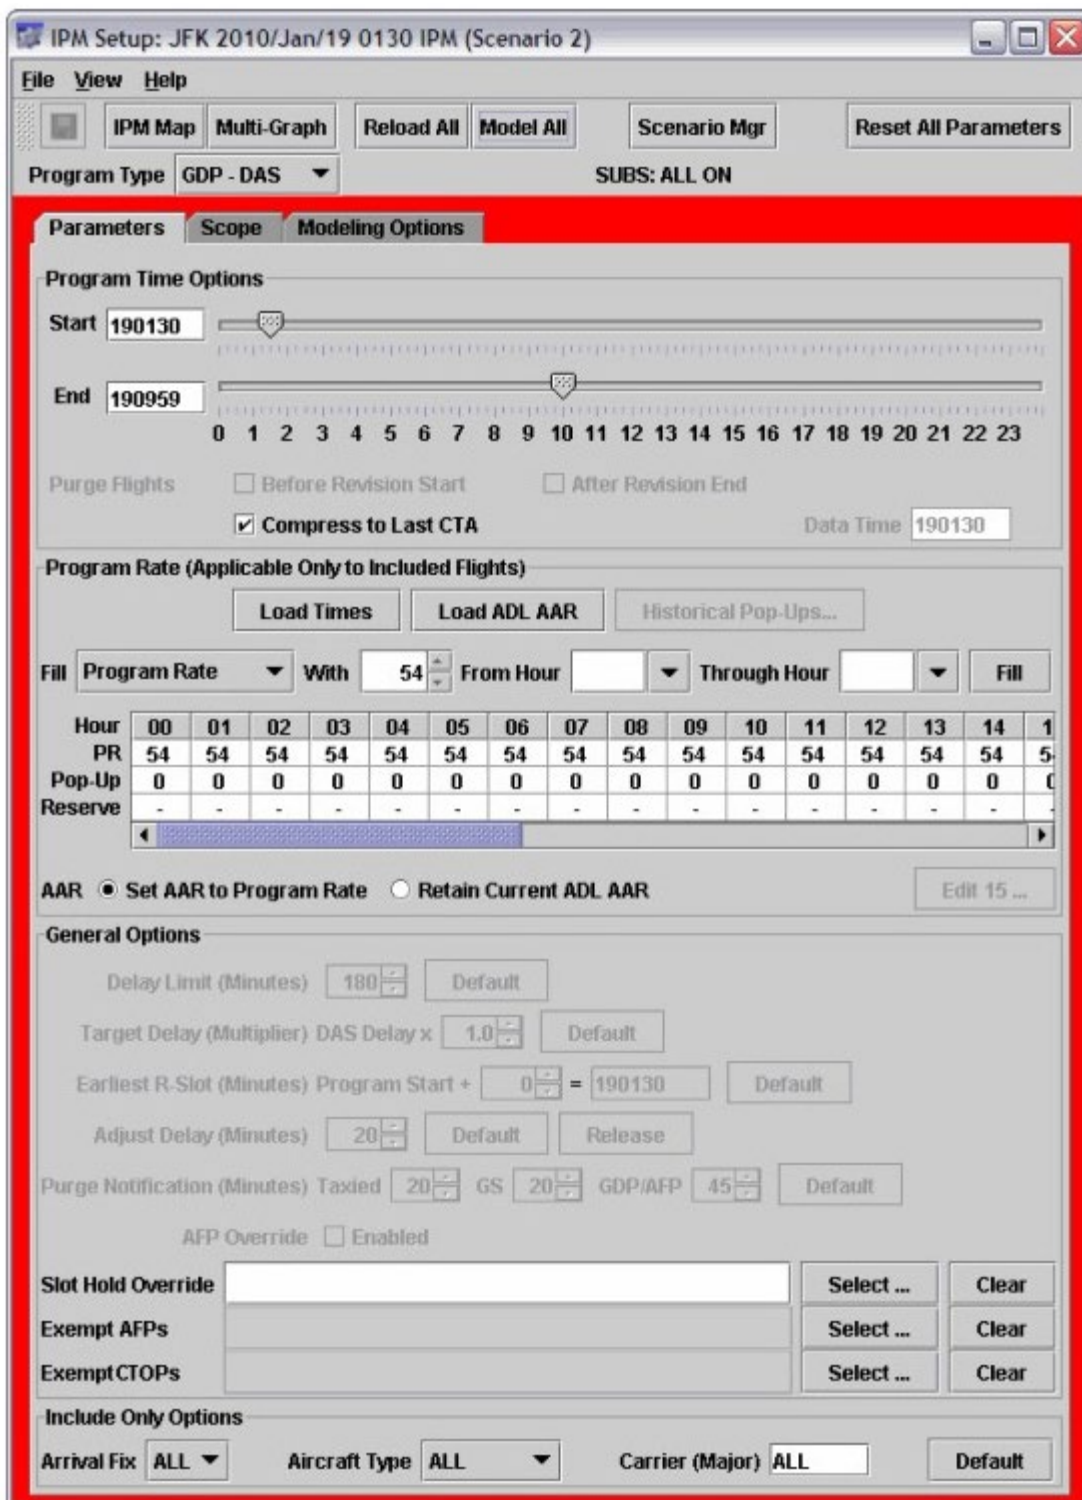 IPM Setup: JFK 2010/Jan/19 0130 IPM (Scenario 2)
File View Help
IPM Map Multi-Graph Reload All Model All Scenario Mgr Reset All Parameters
Program Type GDP - DAS SUBS: ALL ON
Parameters Scope Modeling Options
Program Time Options
Start 190130
End 190959
0 1 2 3 4 5 6 7 8 9 10 11 12 13 14 15 16 17 18 19 20 21 22 23
Purge Flights Before Revision Start After Revision End
Compress to Last CTA Data Time 190130
Program Rate (Applicable Only to Included Flights)
Load Times Load ADL AAR Historical Pop-Ups...
Fill Program Rate With 54 From Hour Through Hour Fill
Hour 00 01 02 03 04 05 06 07 08 09 10 11 12 13 14 1
PR 54 54 54 54 54 54 54 54 54 54 54 54 54 54 54 5
Pop-Up 0 0 0 0 0 0 0 0 0 0 0 0 0 0 0
Reserve - - - - - - - - - - - - - - - -
AAR Set AAR to Program Rate Retain Current ADL AAR Edit 15 ...
General Options
Delay Limit (Minutes) 180 Default
Target Delay (Multiplier) DAS Delay x 1.0 Default
Earliest R-Slot (Minutes) Program Start + 0 = 190130 Default
Adjust Delay (Minutes) 20 Default Release
Purge Notification (Minutes) Taxied 20 GS 20 GDP/AFP 45 Default
AFP Override Enabled
Slot Hold Override Select ... Clear
Exempt AFPs Select ... Clear
Exempt CTOPs Select ... Clear
Include Only Options
Arrival Fix ALL Aircraft Type ALL Carrier (Major) ALL Default